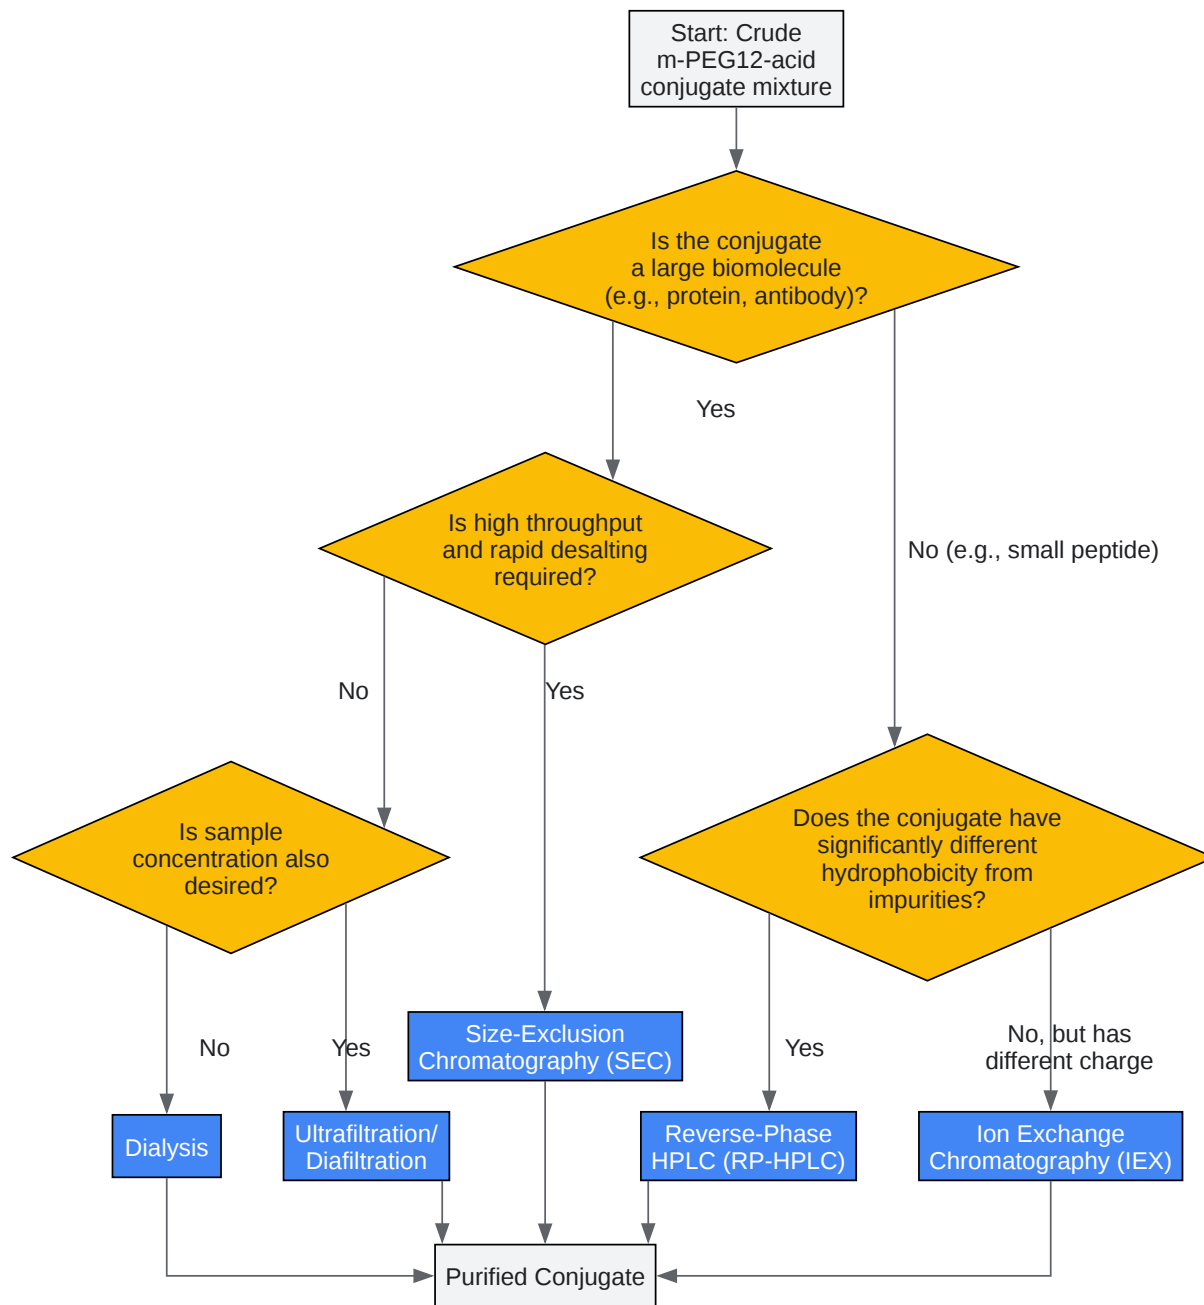 Start: Crude
m-PEG12-acid
conjugate mixture
Is the conjugate
a large biomolecule
(e.g., protein, antibody)?
Yes
Is high throughput
and rapid desalting
required?
No (e.g., small peptide)
No
Yes
Is sample
concentration also
desired?
Does the conjugate have
significantly different
hydrophobicity from
impurities?
No
Yes
Size-Exclusion
Chromatography (SEC)
Yes
No, but has
different charge
Dialysis
Ultrafiltration/
Diafiltration
Reverse-Phase
HPLC (RP-HPLC)
Ion Exchange
Chromatography (IEX)
Purified Conjugate